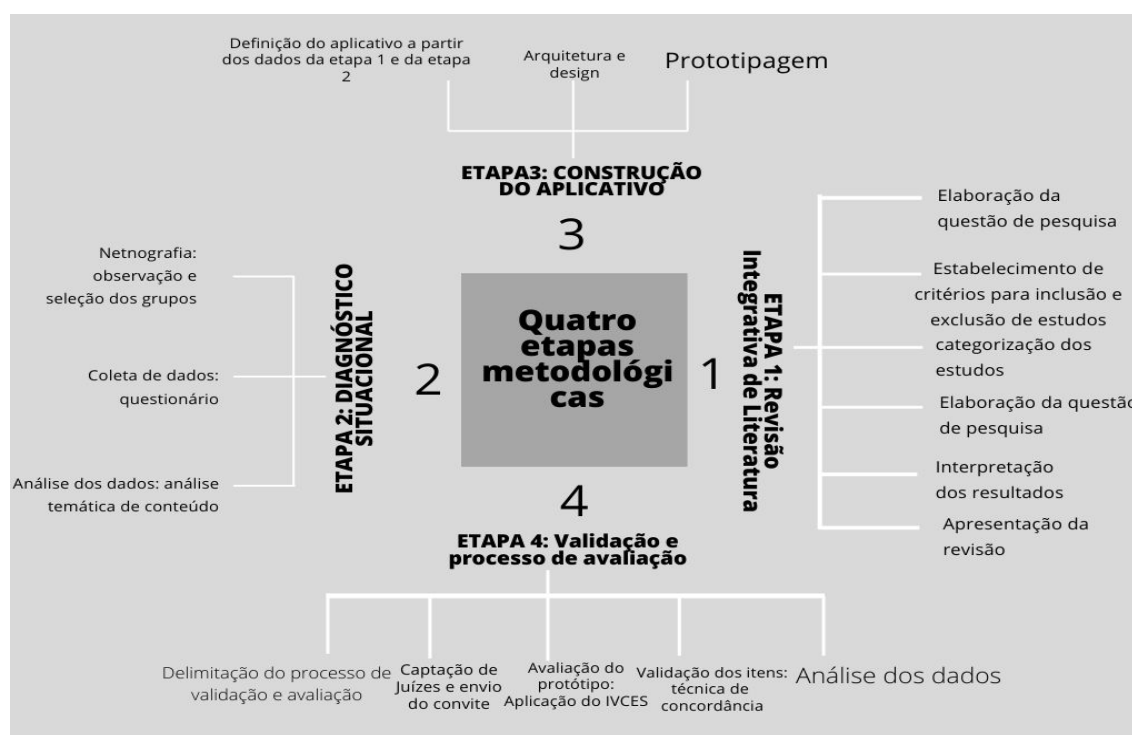 Definição do aplicativo a partir
dos dados da etapa 1 e da etapa
2
Arquitetura e
design
Prototipagem
ETAPA3: CONSTRUÇÃO
DO APLICATIVO
3
Netnografia:
observação e
seleção dos grupos
Coleta de dados:
questionário
Análise dos dados: análise
temática de conteúdo
ETAPA 2: DIAGNÓSTICO
SITUACIONAL
2
Quatro
etapas
metodológi
cas
1
ETAPA 1: Revisão
Integrativa de Literatura
Elaboração da
questão de pesquisa
Estabelecimento de
critérios para inclusão e
exclusão de estudos
categorização dos
estudos
Elaboração da questão
de pesquisa
Interpretação
dos resultados
Apresentação da
revisão
4
ETAPA 4: Validação e
processo de avaliação
Delimitação do processo de
validação e avaliação
Captação de
Juízes e envio
do convite
Avaliação do
protótipo:
Aplicação do IVCES
Validação dos itens:
técnica de
concordância
Análise dos dados